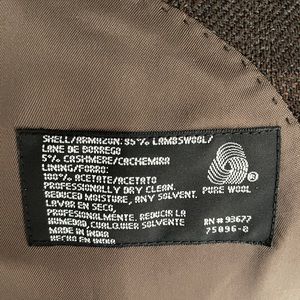 SHELL/ARMAZON: 95% LAMBSWOOL/
LANE DE BORREGO
5% CASHMERE/CACHEMIRA
LINING/FORRO:
100% ACETATE/ACETATO
PROFESSIONALLY DRY CLEAN.
REDUCED MOISTURE, ANY SOLVENT.
LAVAR EN SECO,
PROFESIONALMENTE. REDUCIR LA
HUMEDAD, CUALQUIER SOLVENTE
MADE IN INDIA
HECHO EN INDIA
®
PURE WOOL
RN # 93677
75096-8